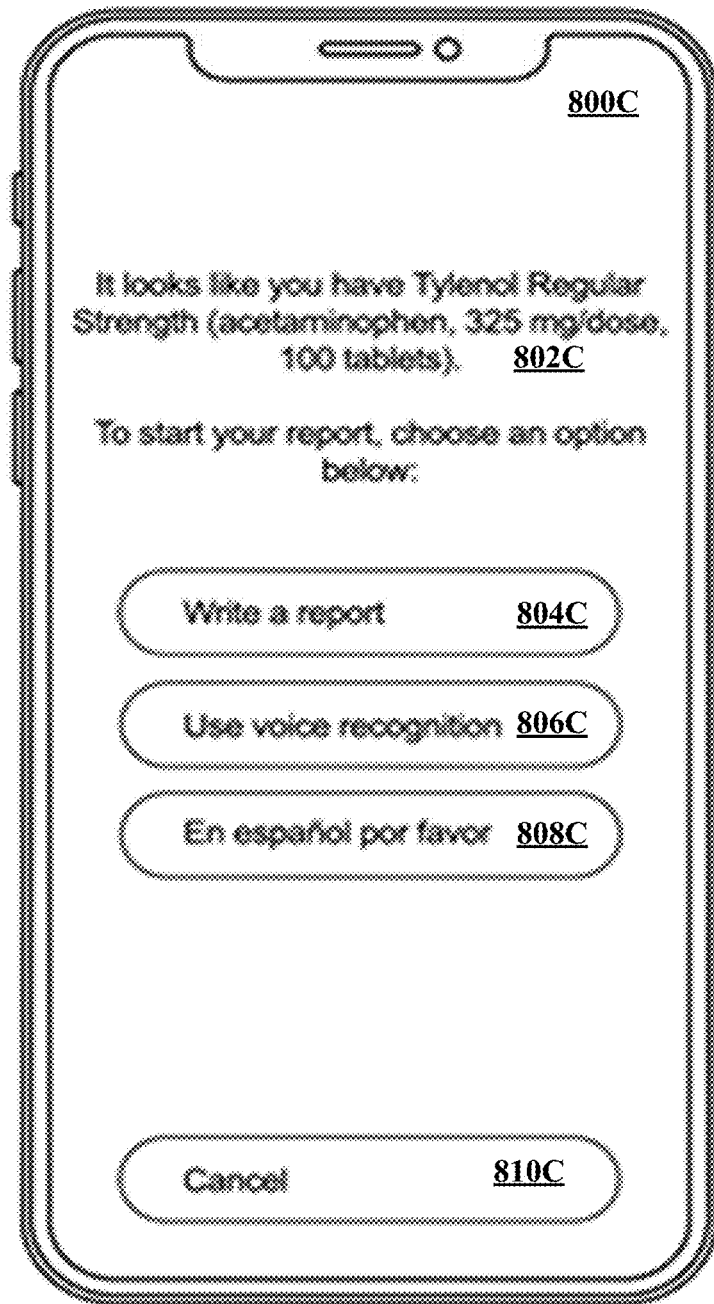 800C
It looks like you have Tylenol Regular
Strength (acetaminophen, 325 mg/dose,
100 tablets). 802C
To start your report, choose an option
below:
Write a report 804C
Use voice recognition 806C
En español por favor 808C
Cancel 810C